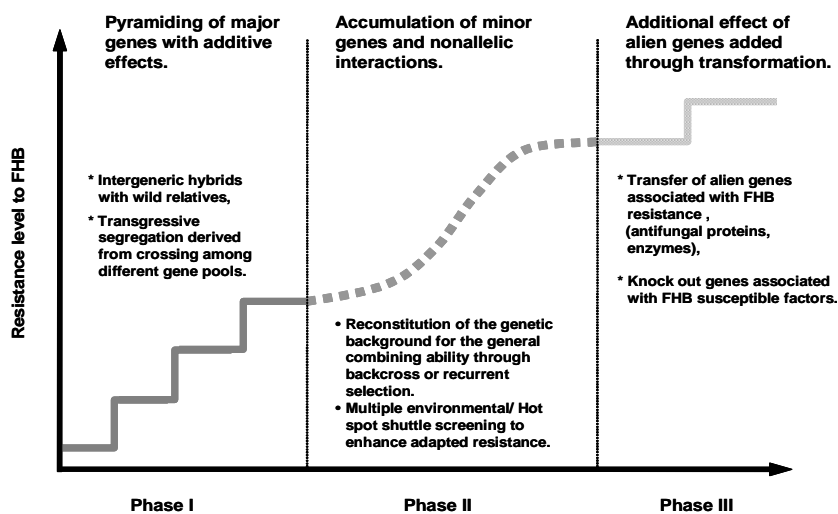 Pyramiding of major
genes with additive
effects.
Accumulation of minor
genes and nonallelic
interactions.
Additional effect of
alien genes added
through transformation.
Resistance level to FHB
* Intergeneric hybrids
with wild relatives,
* Transgressive
segregation derived
from crossing among
different gene pools.
• Reconstitution of the genetic
background for the general
combining ability through
backcross or recurrent
selection.
• Multiple environmental/ Hot
spot shuttle screening to
enhance adapted resistance.
* Transfer of alien genes
associated with FHB
resistance ,
(antifungal proteins,
enzymes),
* Knock out genes associated
with FHB susceptible factors.
Phase I
Phase II
Phase III